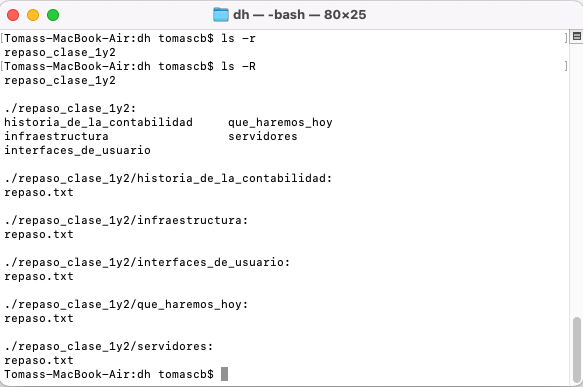 dh — -bash — 80×25
[Tomass-MacBook-Air:dh tomascb$ ls -r ]
repaso_clase_1y2
[Tomass-MacBook-Air:dh tomascb$ ls -R ]
repaso_clase_1y2
./repaso_clase_1y2:
historia_de_la_contabilidad que_haremos_hoy
infraestructura servidores
interfaces_de_usuario
./repaso_clase_1y2/historia_de_la_contabilidad:
repaso.txt
./repaso_clase_1y2/infraestructura:
repaso.txt
./repaso_clase_1y2/interfaces_de_usuario:
repaso.txt
./repaso_clase_1y2/que_haremos_hoy:
repaso.txt
./repaso_clase_1y2/servidores:
repaso.txt
Tomass-MacBook-Air:dh tomascb$